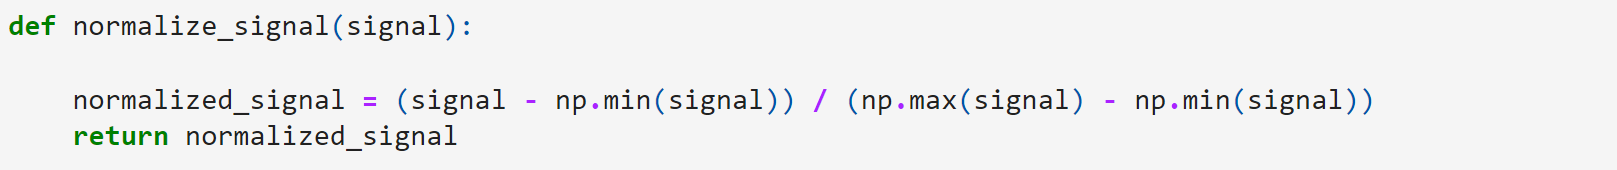 def normalize_signal(signal):
    normalized_signal = (signal - np.min(signal)) / (np.max(signal) - np.min(signal))
    return normalized_signal